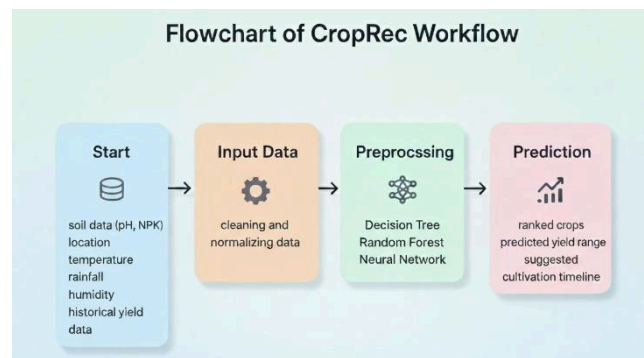 Flowchart of CropRec Workflow
Start
soil data (pH, NPK)
location
temperature
rainfall
humidity
historical yield
data
Input Data
cleaning and
normalizing data
Preprocssing
Decision Tree
Random Forest
Neural Network
Prediction
ranked crops
predicted yield range
suggested
cultivation timeline